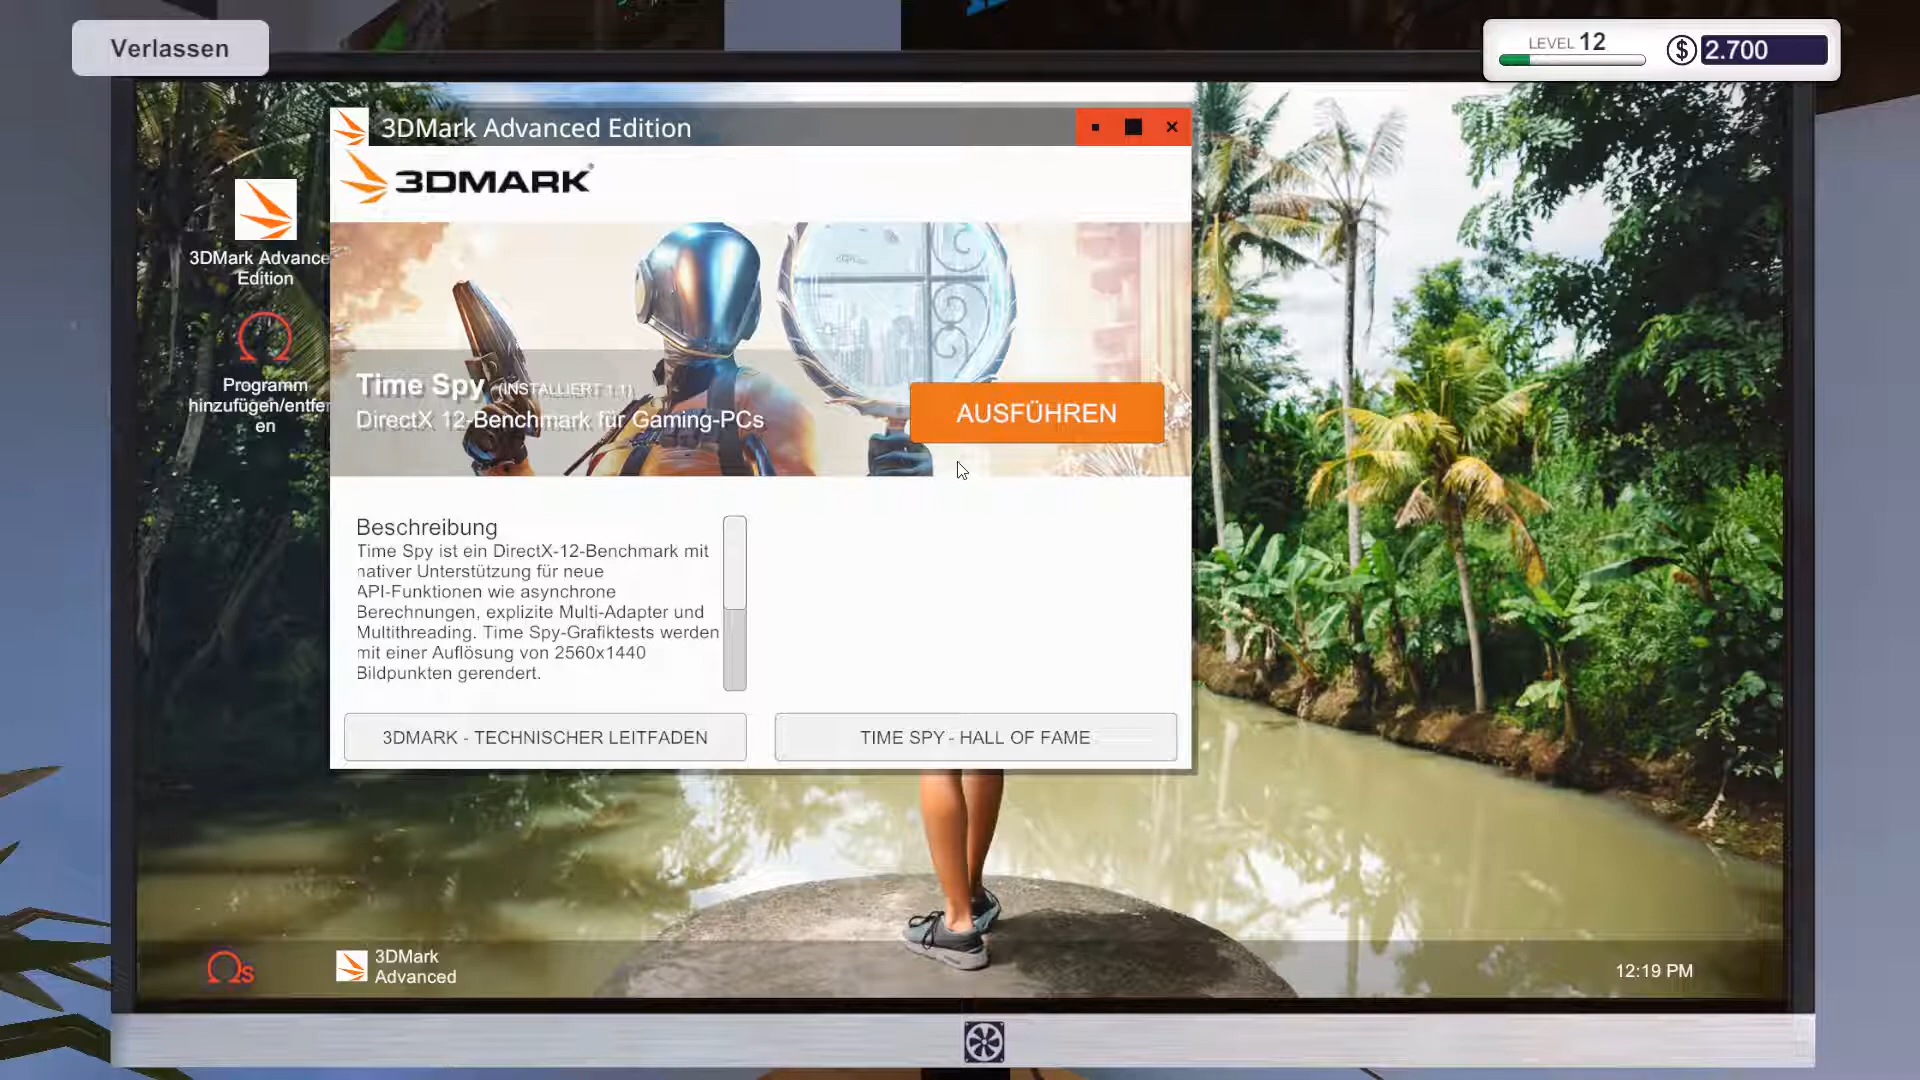 Verlassen
LEVEL 12
$ 2.700
3DMark Advanced Edition
3DMARK®
3DMark Advance
Edition
Programm
hinzufügen/entfer
en
Time Spy (INSTALLIERT 1.1)
DirectX 12-Benchmark für Gaming-PCs
AUSFÜHREN
Beschreibung
Time Spy ist ein DirectX-12-Benchmark mit
nativer Unterstützung für neue
API-Funktionen wie asynchrone
Berechnungen, explizite Multi-Adapter und
Multithreading. Time Spy-Grafiktests werden
mit einer Auflösung von 2560x1440
Bildpunkten gerendert.
3DMARK - TECHNISCHER LEITFADEN
TIME SPY - HALL OF FAME
Ωs
3DMark
Advanced
12:19 PM